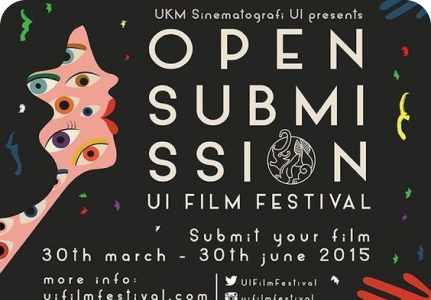 UKM Sinematografi UI presents
OPEN
SUBMI
SSION
UI FILM FESTIVAL
Submit your film
30th march - 30th june 2015
more info:
uifilmfestival.com
UIFilmFestival
uifilmfestival